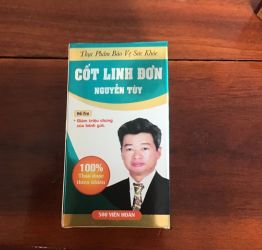 Thực Phẩm Bảo Vệ Sức Khỏe
CỐT LINH ĐƠN
NGUYỄN TÙY
Hỗ trợ
Giảm triệu chứng
của bệnh gút.
100%
Thảo dược
thiên nhiên
500 VIÊN HOÀN